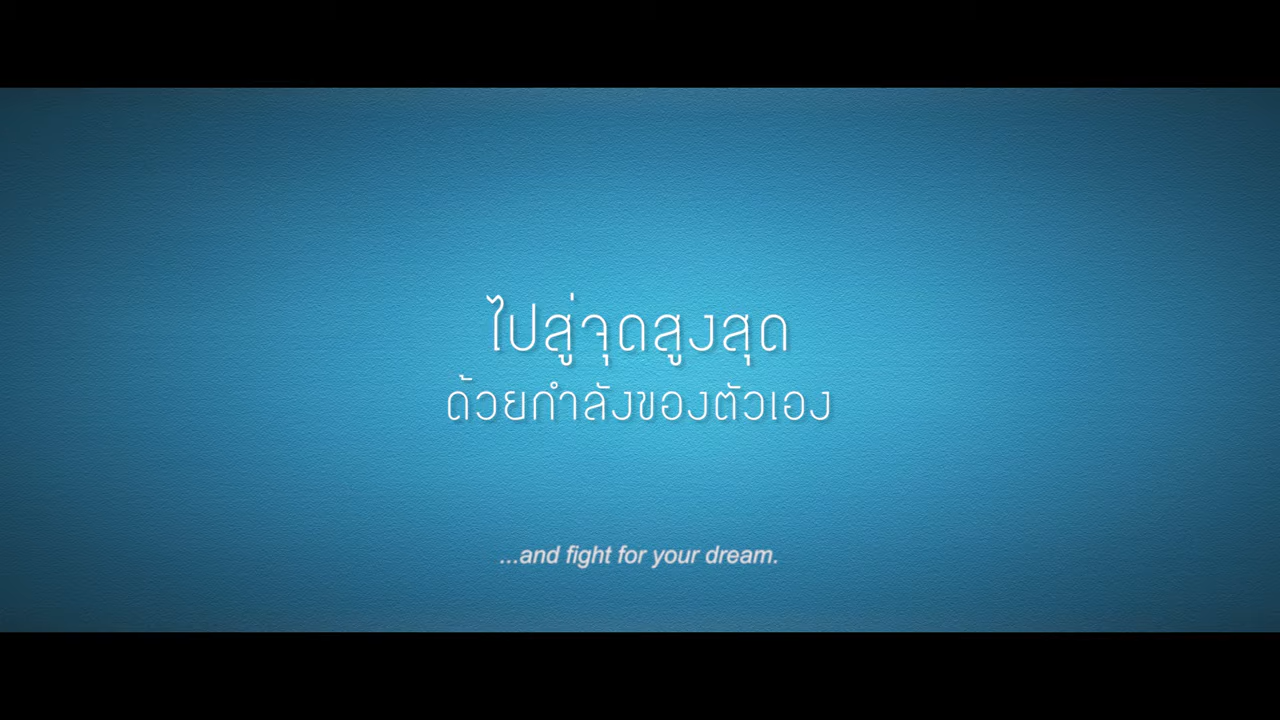 ไปสู่จุดสูงสุด
ด้วยกำลังของตัวเอง
...and fight for your dream.